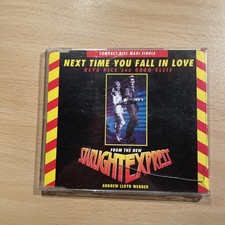 COMPACT DISC MAXI SINGLE
NEXT TIME YOU FALL IN LOVE
REVA RICE AND GREG ELLIS
FROM THE NEW
STARLIGHT EXPRESS
ANDREW LLOYD WEBBER